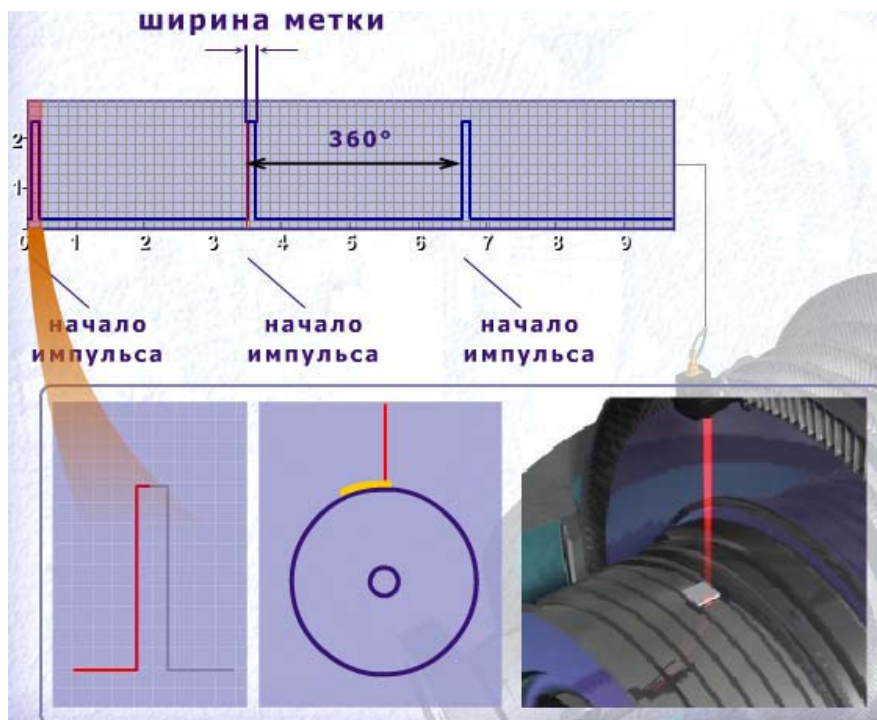 ширина метки
360°
2
1
0 1 2 3 4 5 6 7 8 9
начало
импульса
начало
импульса
начало
импульса